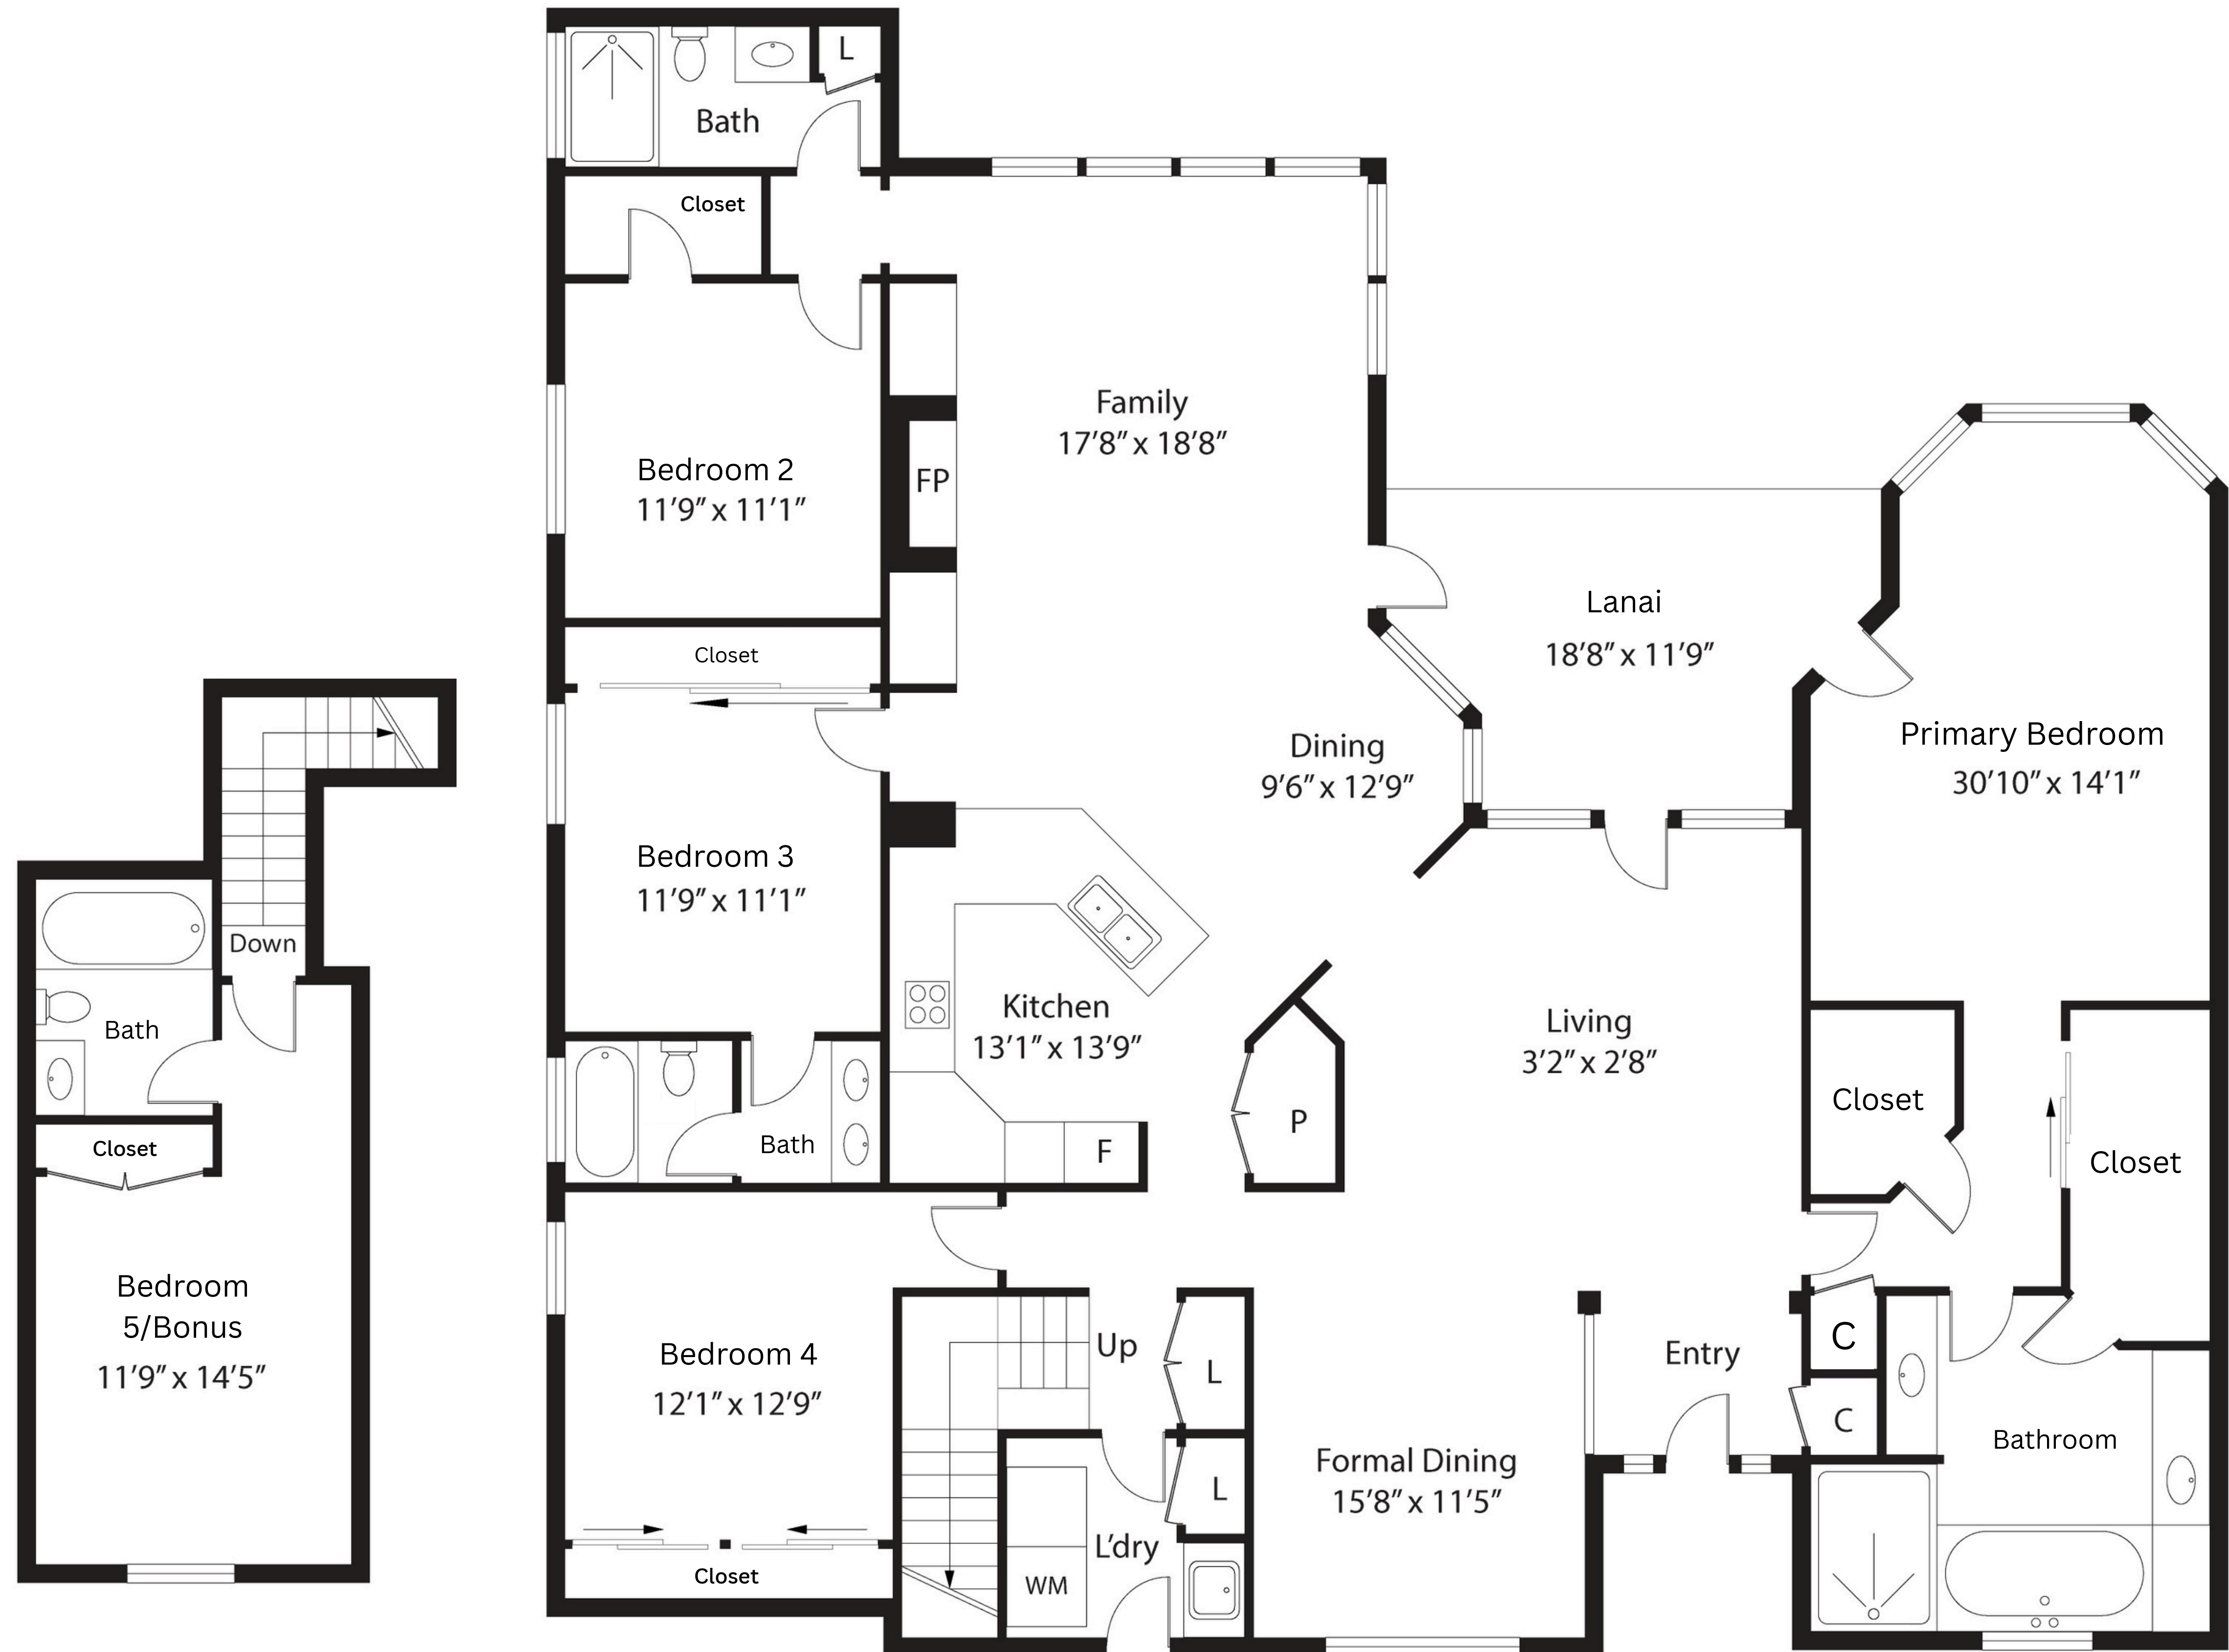 L
Bath
Closet
Family
17'8" x 18'8"
Bedroom 2
11'9" x 11'1"
FP
Lanai
18'8" x 11'9"
Closet
Primary Bedroom
30'10" x 14'1"
Dining
9'6" x 12'9"
Bedroom 3
11'9" x 11'1"
Down
Kitchen
13'1" x 13'9"
Living
3'2" x 2'8"
Bath
Closet
Closet
P
Bath
F
Closet
Closet
Bedroom
5/Bonus
11'9" x 14'5"
Bedroom 4
12'1" x 12'9"
Up
L
Entry
C
C
Bathroom
Formal Dining
15'8" x 11'5"
L
L'dry
WM
Closet